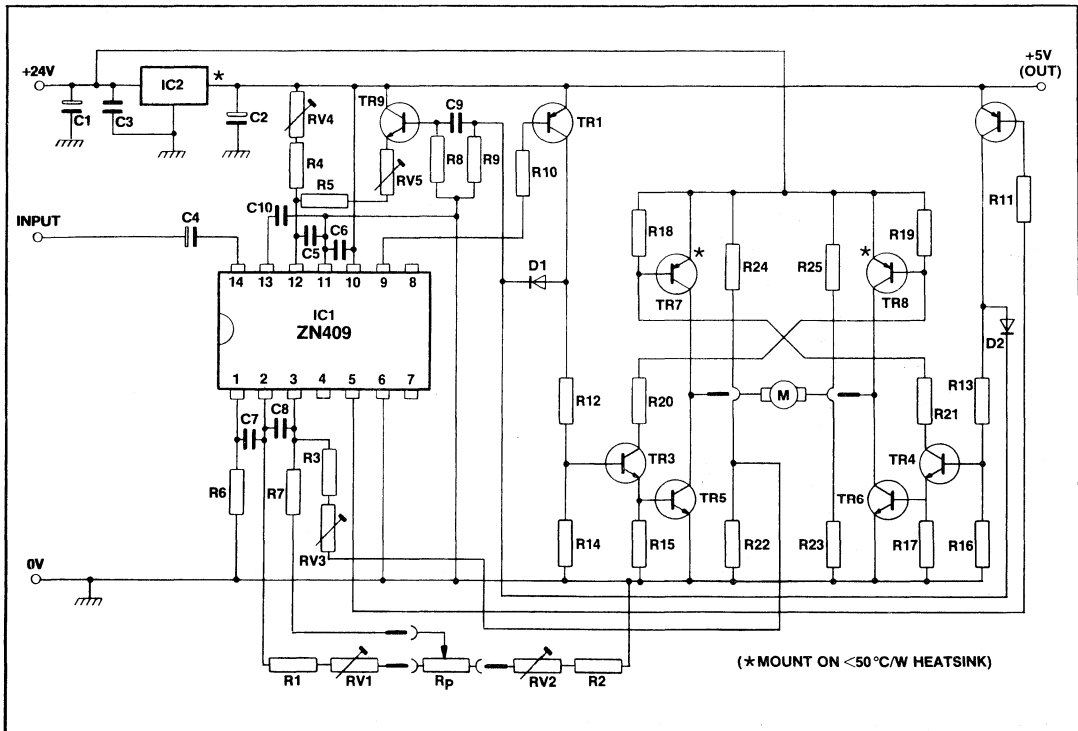 +24V
IC2
*
+5V
(OUT)
C1
C3
C2
RV4
TR9
C9
TR1
R4
R8
R9
R10
R5
RV5
R11
INPUT
C4
C10
C5
C6
R18
TR7
*
R24
R25
*
R19
TR8
D1
D2
14 13 12 11 10 9 8
IC1
ZN409
1 2 3 4 5 6 7
M
R12
R20
R21
R13
C7
C8
R3
TR3
TR4
R6
R7
TR5
TR6
RV3
R14
R15
R22
R23
R17
R16
0V
(*MOUNT ON <50°C/W HEATSINK)
R1
RV1
RP
RV2
R2